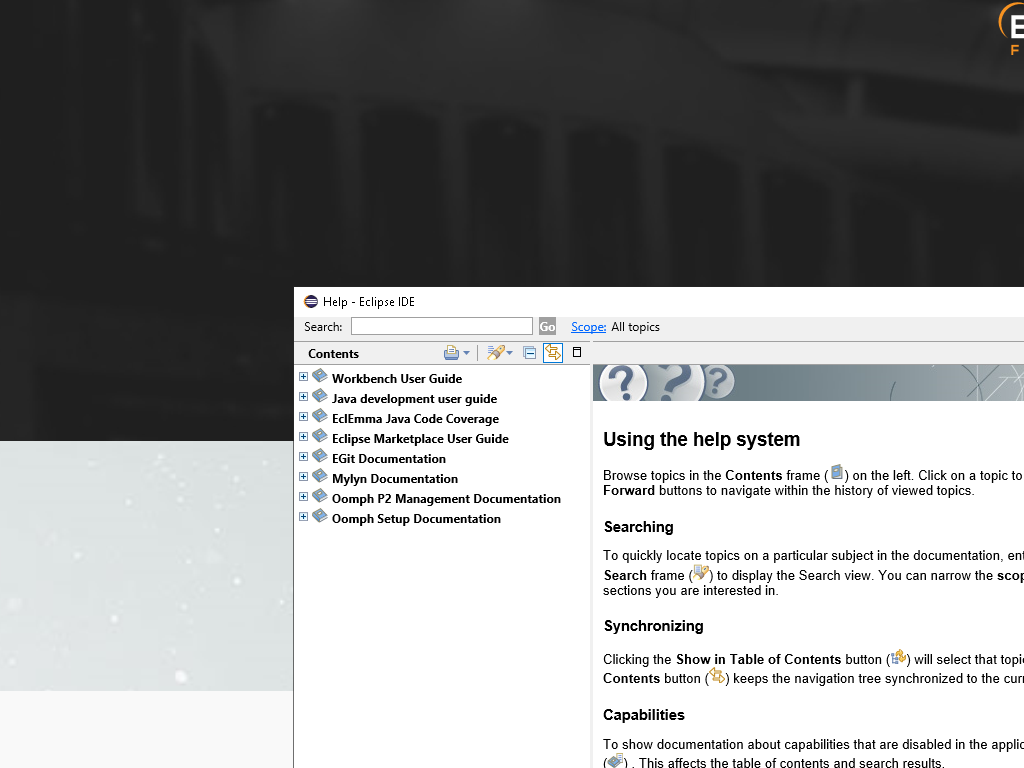 E
F
Help - Eclipse IDE
Search:
Go
Scope: All topics
Contents
Workbench User Guide
Java development user guide
EclEmma Java Code Coverage
Eclipse Marketplace User Guide
EGit Documentation
Mylyn Documentation
Oomph P2 Management Documentation
Oomph Setup Documentation
Using the help system
Browse topics in the Contents frame ( ) on the left. Click on a topic to
Forward buttons to navigate within the history of viewed topics.
Searching
To quickly locate topics on a particular subject in the documentation, ent
Search frame ( ) to display the Search view. You can narrow the scop
sections you are interested in.
Synchronizing
Clicking the Show in Table of Contents button ( ) will select that topi
Contents button ( ) keeps the navigation tree synchronized to the curr
Capabilities
To show documentation about capabilities that are disabled in the applic
( ) . This affects the table of contents and search results.